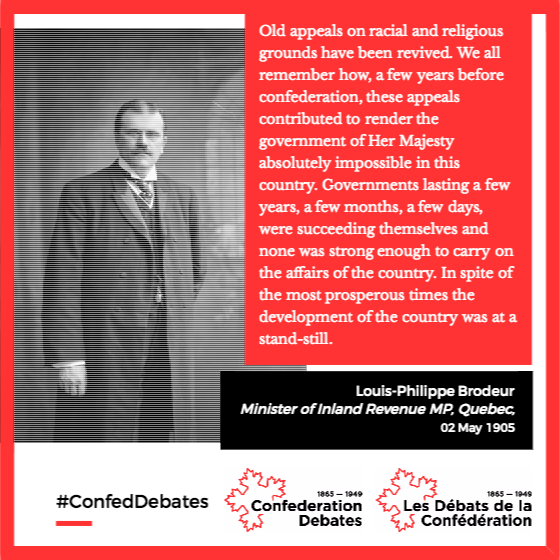 Old appeals on racial and religious
grounds have been revived. We all
remember how, a few years before
confederation, these appeals
contributed to render the
government of Her Majesty
absolutely impossible in this
country. Governments lasting a few
years, a few months, a few days,
were succeeding themselves and
none was strong enough to carry on
the affairs of the country. In spite of
the most prosperous times the
development of the country was at a
stand-still.
Louis-Philippe Brodeur
Minister of Inland Revenue MP, Quebec,
02 May 1905
#ConfedDebates
1865 — 1949
Confederation
Debates
1865 — 1949
Les Débats de la
Confédération